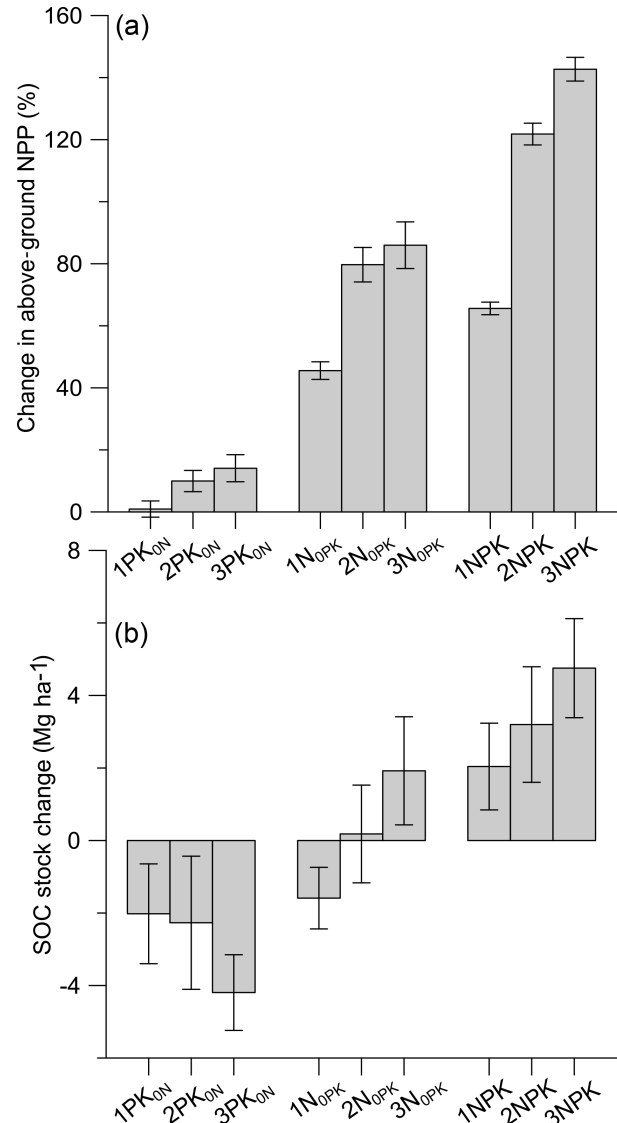 (a)
Change in above-ground NPP (%)
160
120
80
40
0
1PK₀N 2PK₀N 3PK₀N 1N₀PK 2N₀PK 3N₀PK 1NPK 2NPK 3NPK
(b)
SOC stock change (Mg ha⁻¹)
8
4
0
-4
1PK₀N 2PK₀N 3PK₀N 1N₀PK 2N₀PK 3N₀PK 1NPK 2NPK 3NPK